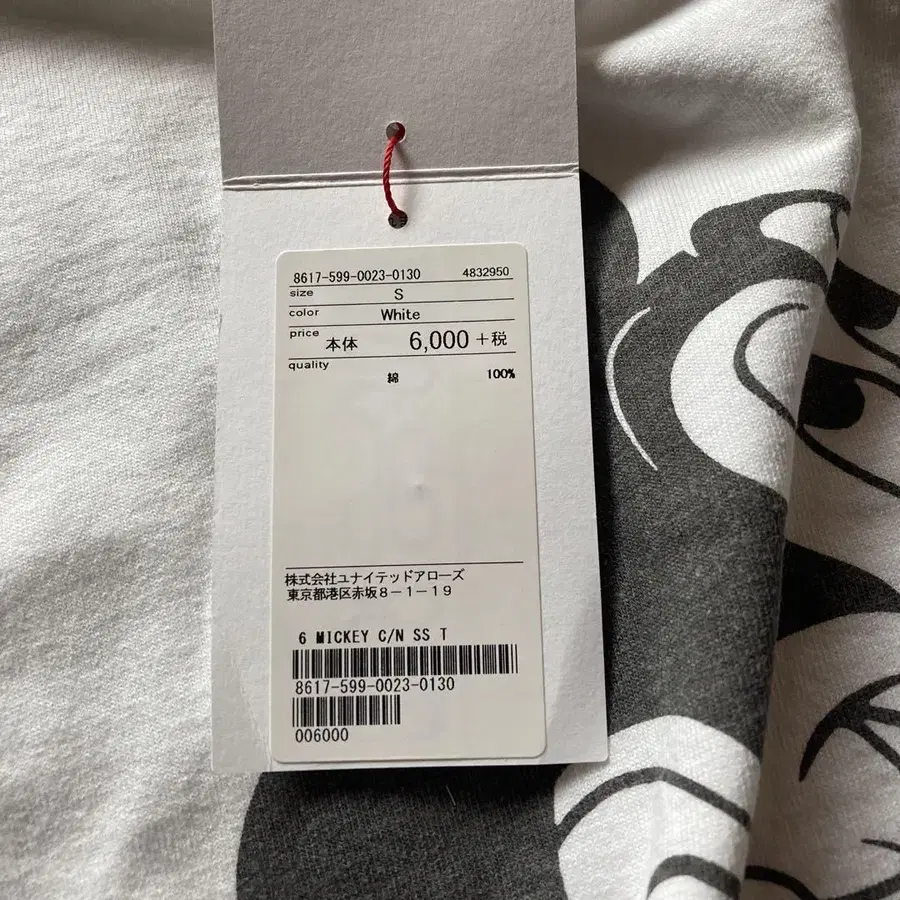 8617-599-0023-0130 4832950
size S
color White
price 本体 6,000 +税
quality
綿 100%
株式会社ユナイテッドアローズ
東京都港区赤坂8-1-19
6 MICKEY C/N SS T
8617-599-0023-0130
006000